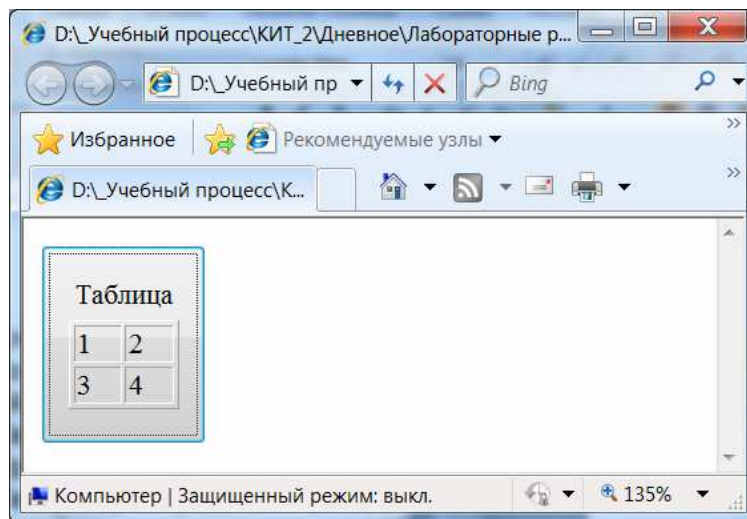 D:\_Учебный процесс\КИТ_2\Дневное\Лабораторные р...
D:\_Учебный пр
Bing
Избранное
Рекомендуемые узлы
D:\_Учебный процесс\К...
Таблица
1 2
3 4
Компьютер | Защищенный режим: выкл.
135%